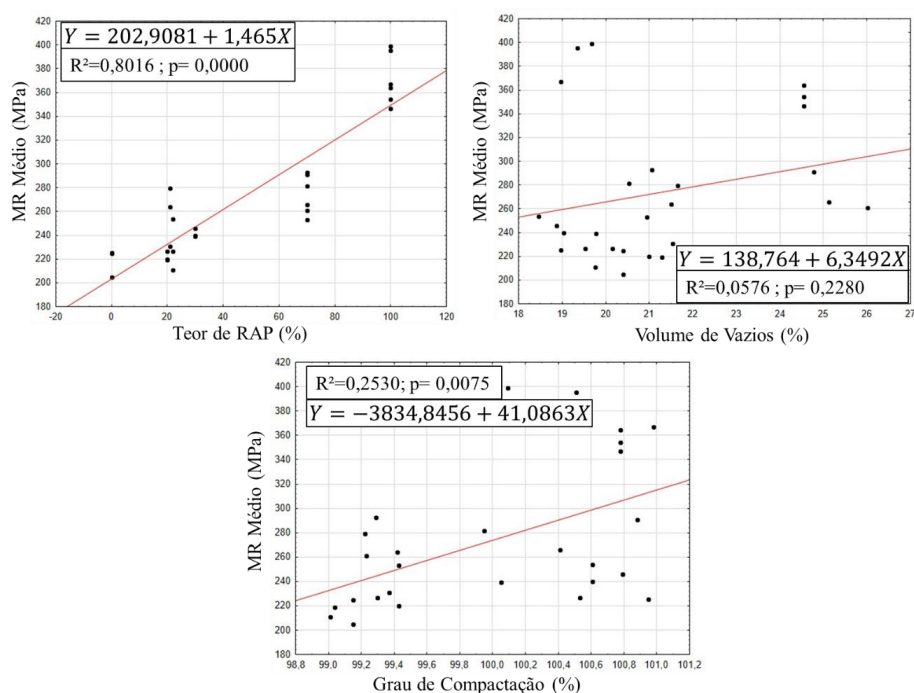 Y = 202,9081 + 1,465X
R²=0,8016 ; p= 0,0000
MR Médio (MPa)
420
400
380
360
340
320
300
280
260
240
220
200
180
-20 0 20 40 60 80 100 120
Teor de RAP (%)
MR Médio (MPa)
420
400
380
360
340
320
300
280
260
240
220
200
180
Y = 138,764 + 6,3492X
R²=0,0576 ; p= 0,2280
18 19 20 21 22 23 24 25 26 27
Volume de Vazios (%)
R²=0,2530; p= 0,0075
Y = −3834,8456 + 41,0863X
MR Médio (MPa)
420
400
380
360
340
320
300
280
260
240
220
200
180
98,8 99,0 99,2 99,4 99,6 99,8 100,0 100,2 100,4 100,6 100,8 101,0 101,2
Grau de Compactação (%)